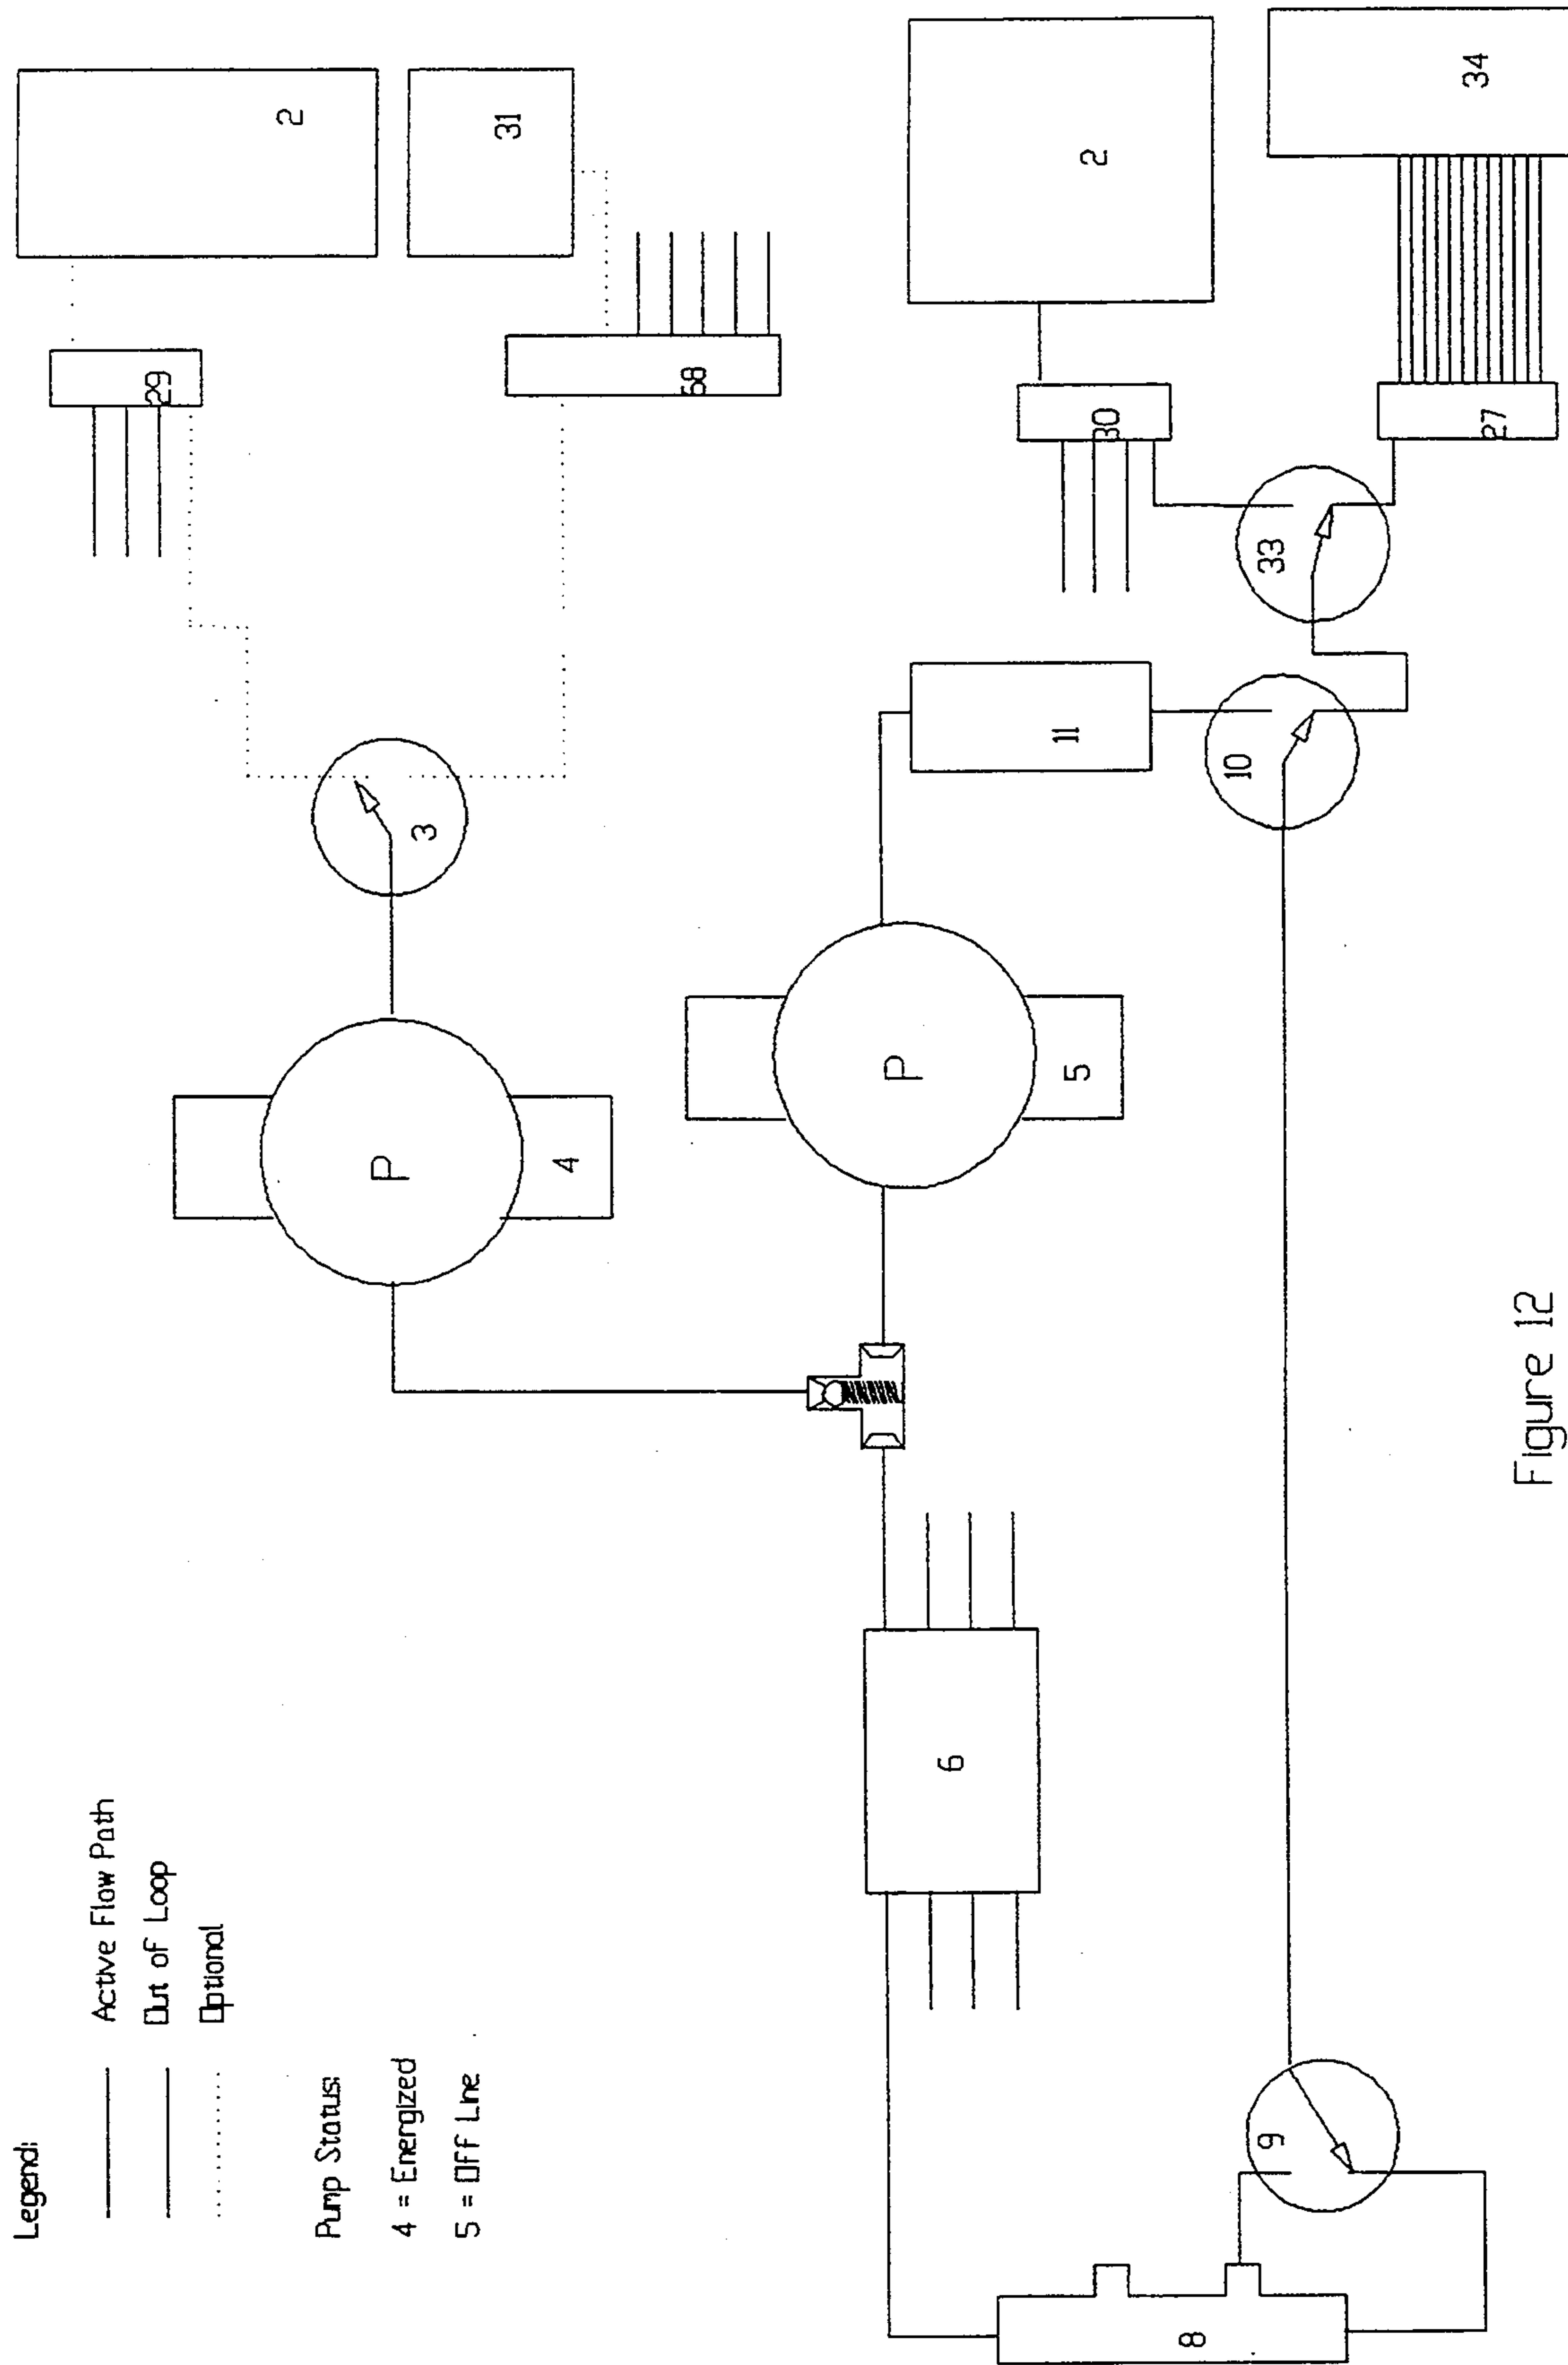 Legend:
Active Flow Path
Out of Loop
Optional
Pump Status:
4 = Energized
5 = Off Line
2
31
29
68
3
P
4
P
5
2
34
30
27
33
11
10
6
9
8
Figure 12